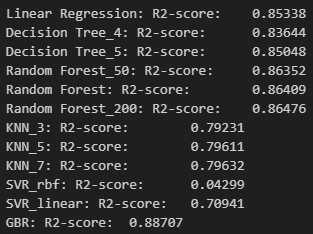 Linear Regression: R2-score: 0.85338
Decision Tree_4: R2-score: 0.83644
Decision Tree_5: R2-score: 0.85048
Random Forest_50: R2-score: 0.86352
Random Forest: R2-score: 0.86409
Random Forest_200: R2-score: 0.86476
KNN_3: R2-score: 0.79231
KNN_5: R2-score: 0.79611
KNN_7: R2-score: 0.79632
SVR_rbf: R2-score: 0.04299
SVR_linear: R2-score: 0.70941
GBR: R2-score: 0.88707